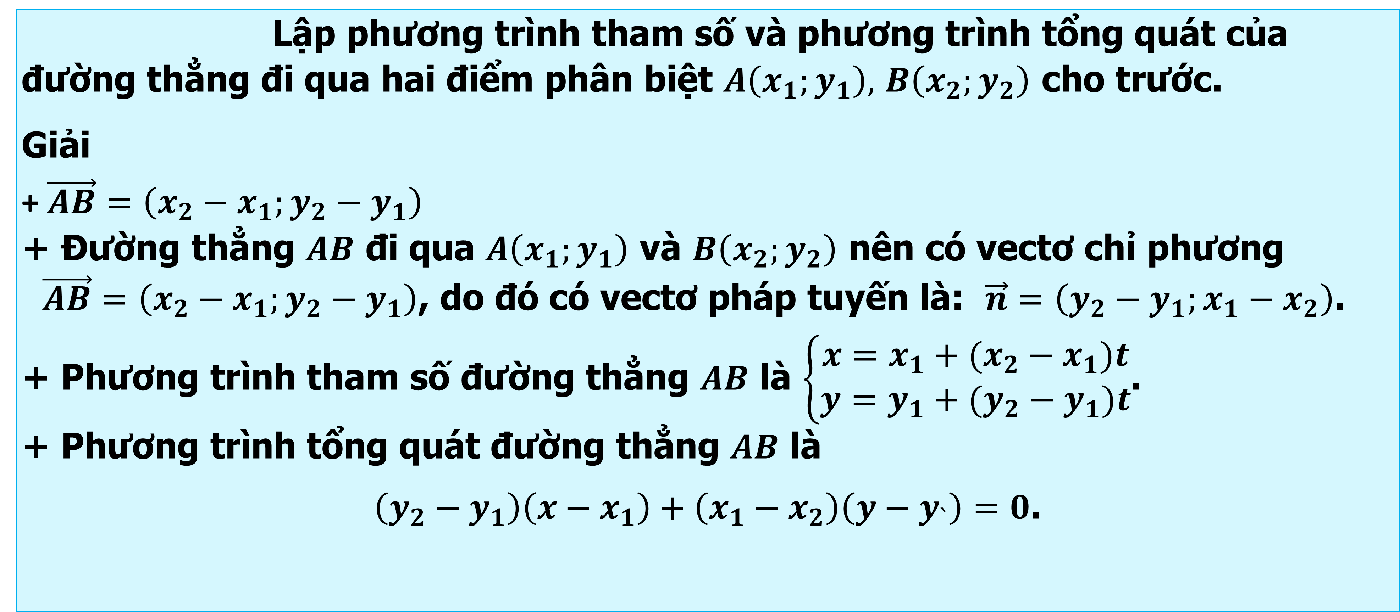 Lập phương trình tham số và phương trình tổng quát của
đường thẳng đi qua hai điểm phân biệt A(x₁; y₁), B(x₂; y₂) cho trước.
Giải
+ \overrightarrow{AB} = (x₂ − x₁; y₂ − y₁)
+ Đường thẳng AB đi qua A(x₁; y₁) và B(x₂; y₂) nên có vectơ chỉ phương
\overrightarrow{AB} = (x₂ − x₁; y₂ − y₁), do đó có vectơ pháp tuyến là: \vec{n} = (y₂ − y₁; x₁ − x₂).
+ Phương trình tham số đường thẳng AB là { x = x₁ + (x₂ − x₁)t
y = y₁ + (y₂ − y₁)t .
+ Phương trình tổng quát đường thẳng AB là
(y₂ − y₁)(x − x₁) + (x₁ − x₂)(y − y ) = 0.